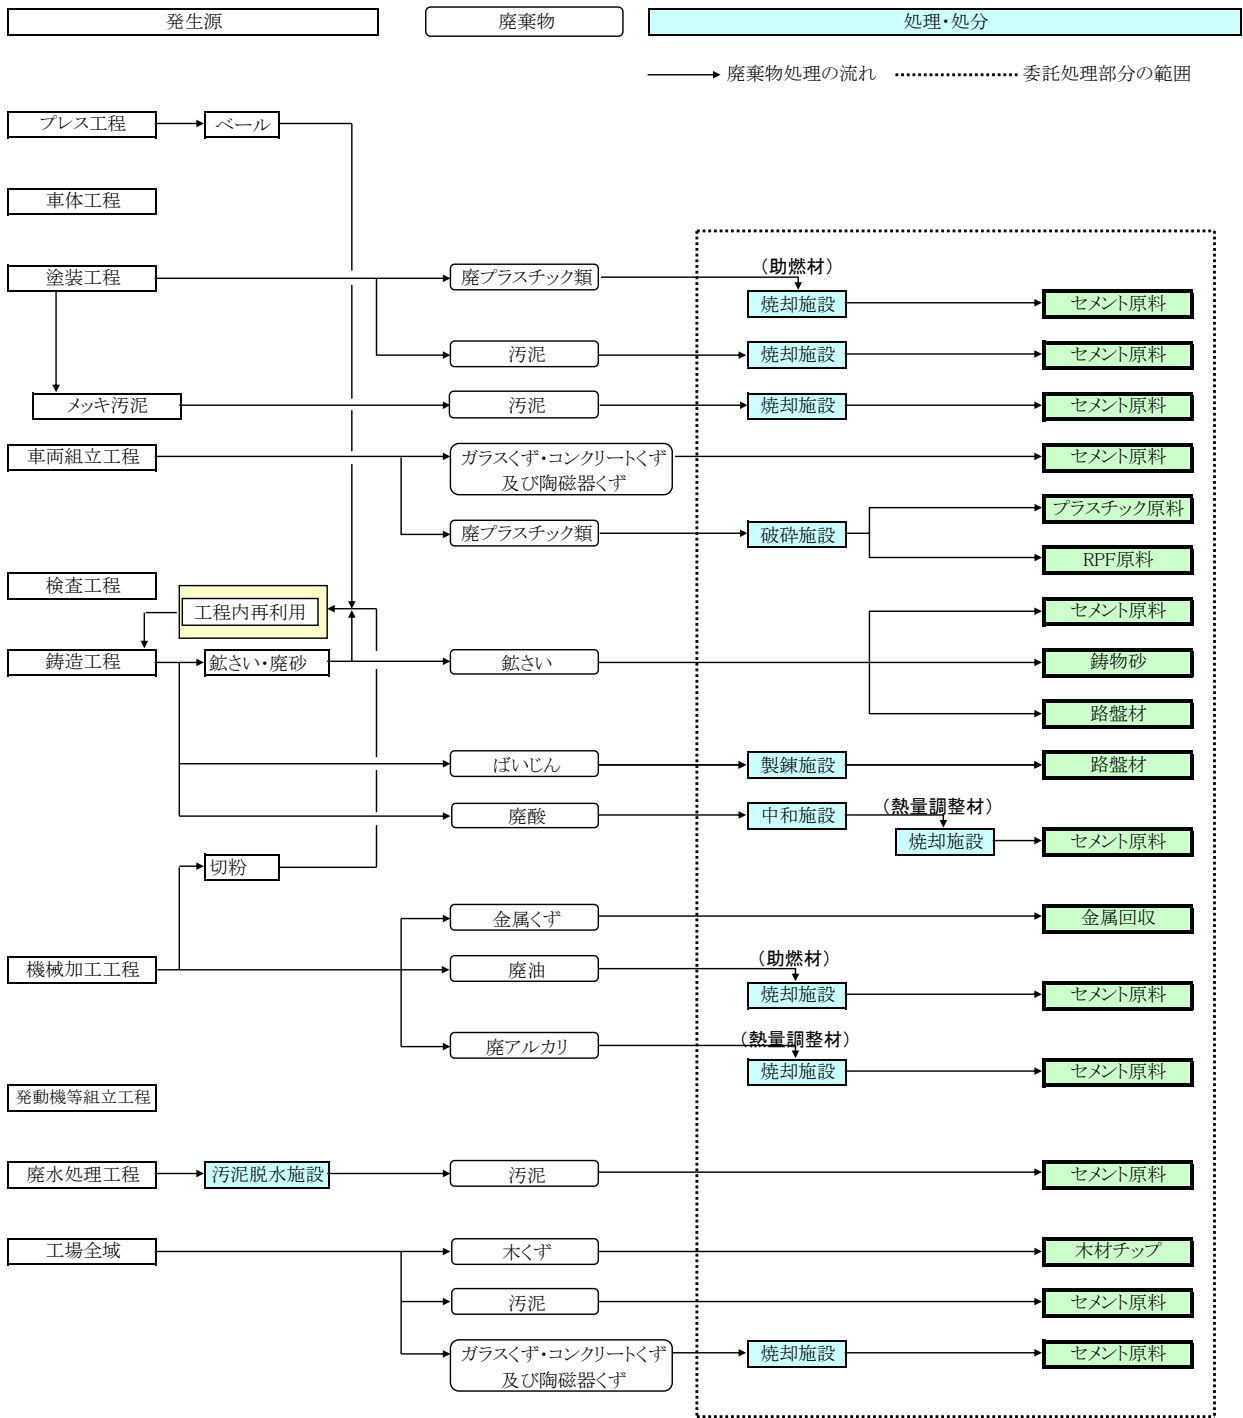 発生源
廃棄物
処理・処分
廃棄物処理の流れ
委託処理部分の範囲
プレス工程
ベール
車体工程
塗装工程
廃プラスチック類
（助燃材）
焼却施設
セメント原料
汚泥
焼却施設
セメント原料
メッキ汚泥
汚泥
焼却施設
セメント原料
車両組立工程
ガラスくず・コンクリートくず
及び陶磁器くず
セメント原料
廃プラスチック類
破砕施設
プラスチック原料
RPF原料
検査工程
工程内再利用
セメント原料
鋳造工程
鉱さい・廃砂
鉱さい
鋳物砂
路盤材
ばいじん
製錬施設
路盤材
廃酸
中和施設
（熱量調整材）
焼却施設
セメント原料
切粉
金属くず
金属回収
機械加工工程
廃油
（助燃材）
焼却施設
セメント原料
廃アルカリ
（熱量調整材）
焼却施設
セメント原料
発動機等組立工程
廃水処理工程
汚泥脱水施設
汚泥
セメント原料
工場全域
木くず
木材チップ
汚泥
セメント原料
ガラスくず・コンクリートくず
及び陶磁器くず
焼却施設
セメント原料